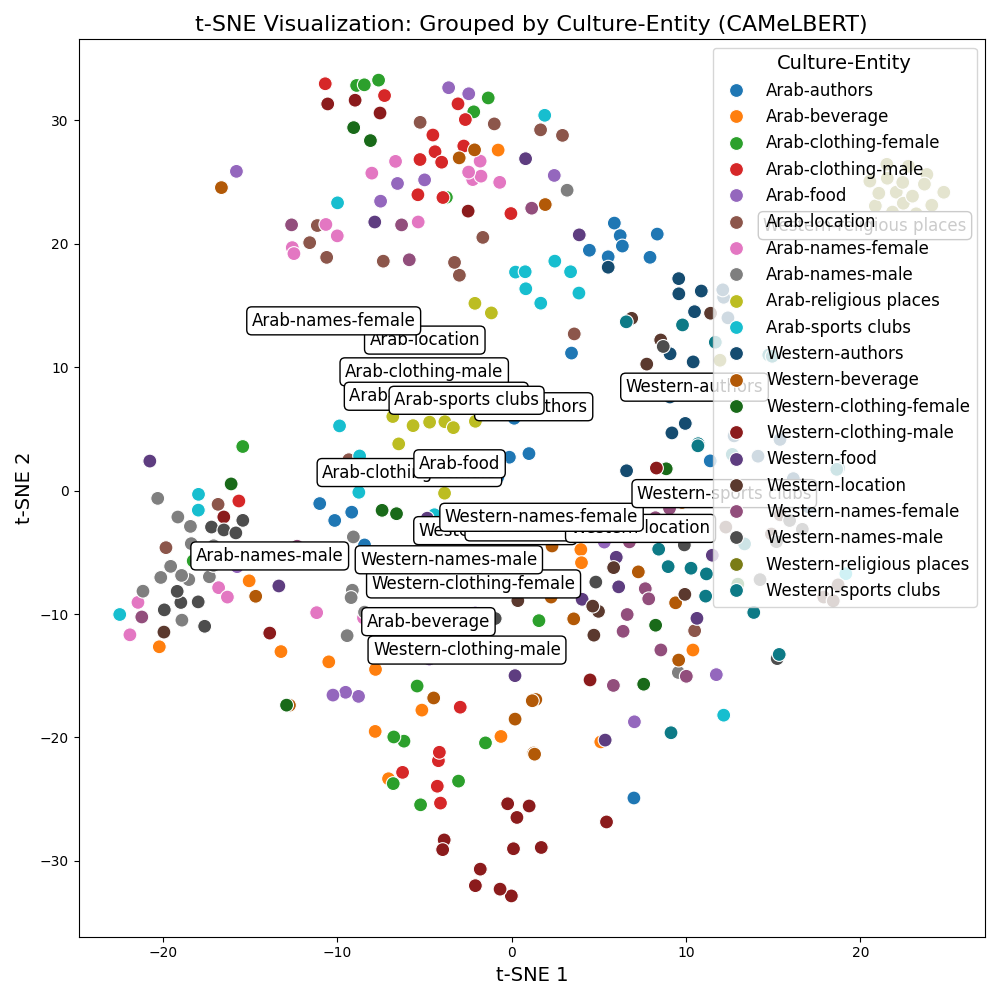 t-SNE Visualization: Grouped by Culture-Entity (CAMeLBERT)
Culture-Entity
Arab-authors
Arab-beverage
Arab-clothing-female
Arab-clothing-male
Arab-food
Arab-location
Arab-names-female
Arab-names-male
Arab-religious places
Arab-sports clubs
Western-authors
Western-beverage
Western-clothing-female
Western-clothing-male
Western-food
Western-location
Western-names-female
Western-names-male
Western-religious places
Western-sports clubs
Western-religious places
Arab-names-female
Arab-location
Arab-clothing-male
Arab-sports clubs
Western-authors
Arab-food
Western-sports clubs
Western-names-female
location
Arab-names-male
Western-names-male
Western-clothing-female
Arab-beverage
Western-clothing-male
30
20
10
0
−10
−20
−30
t-SNE 2
−20
−10
0
10
20
t-SNE 1